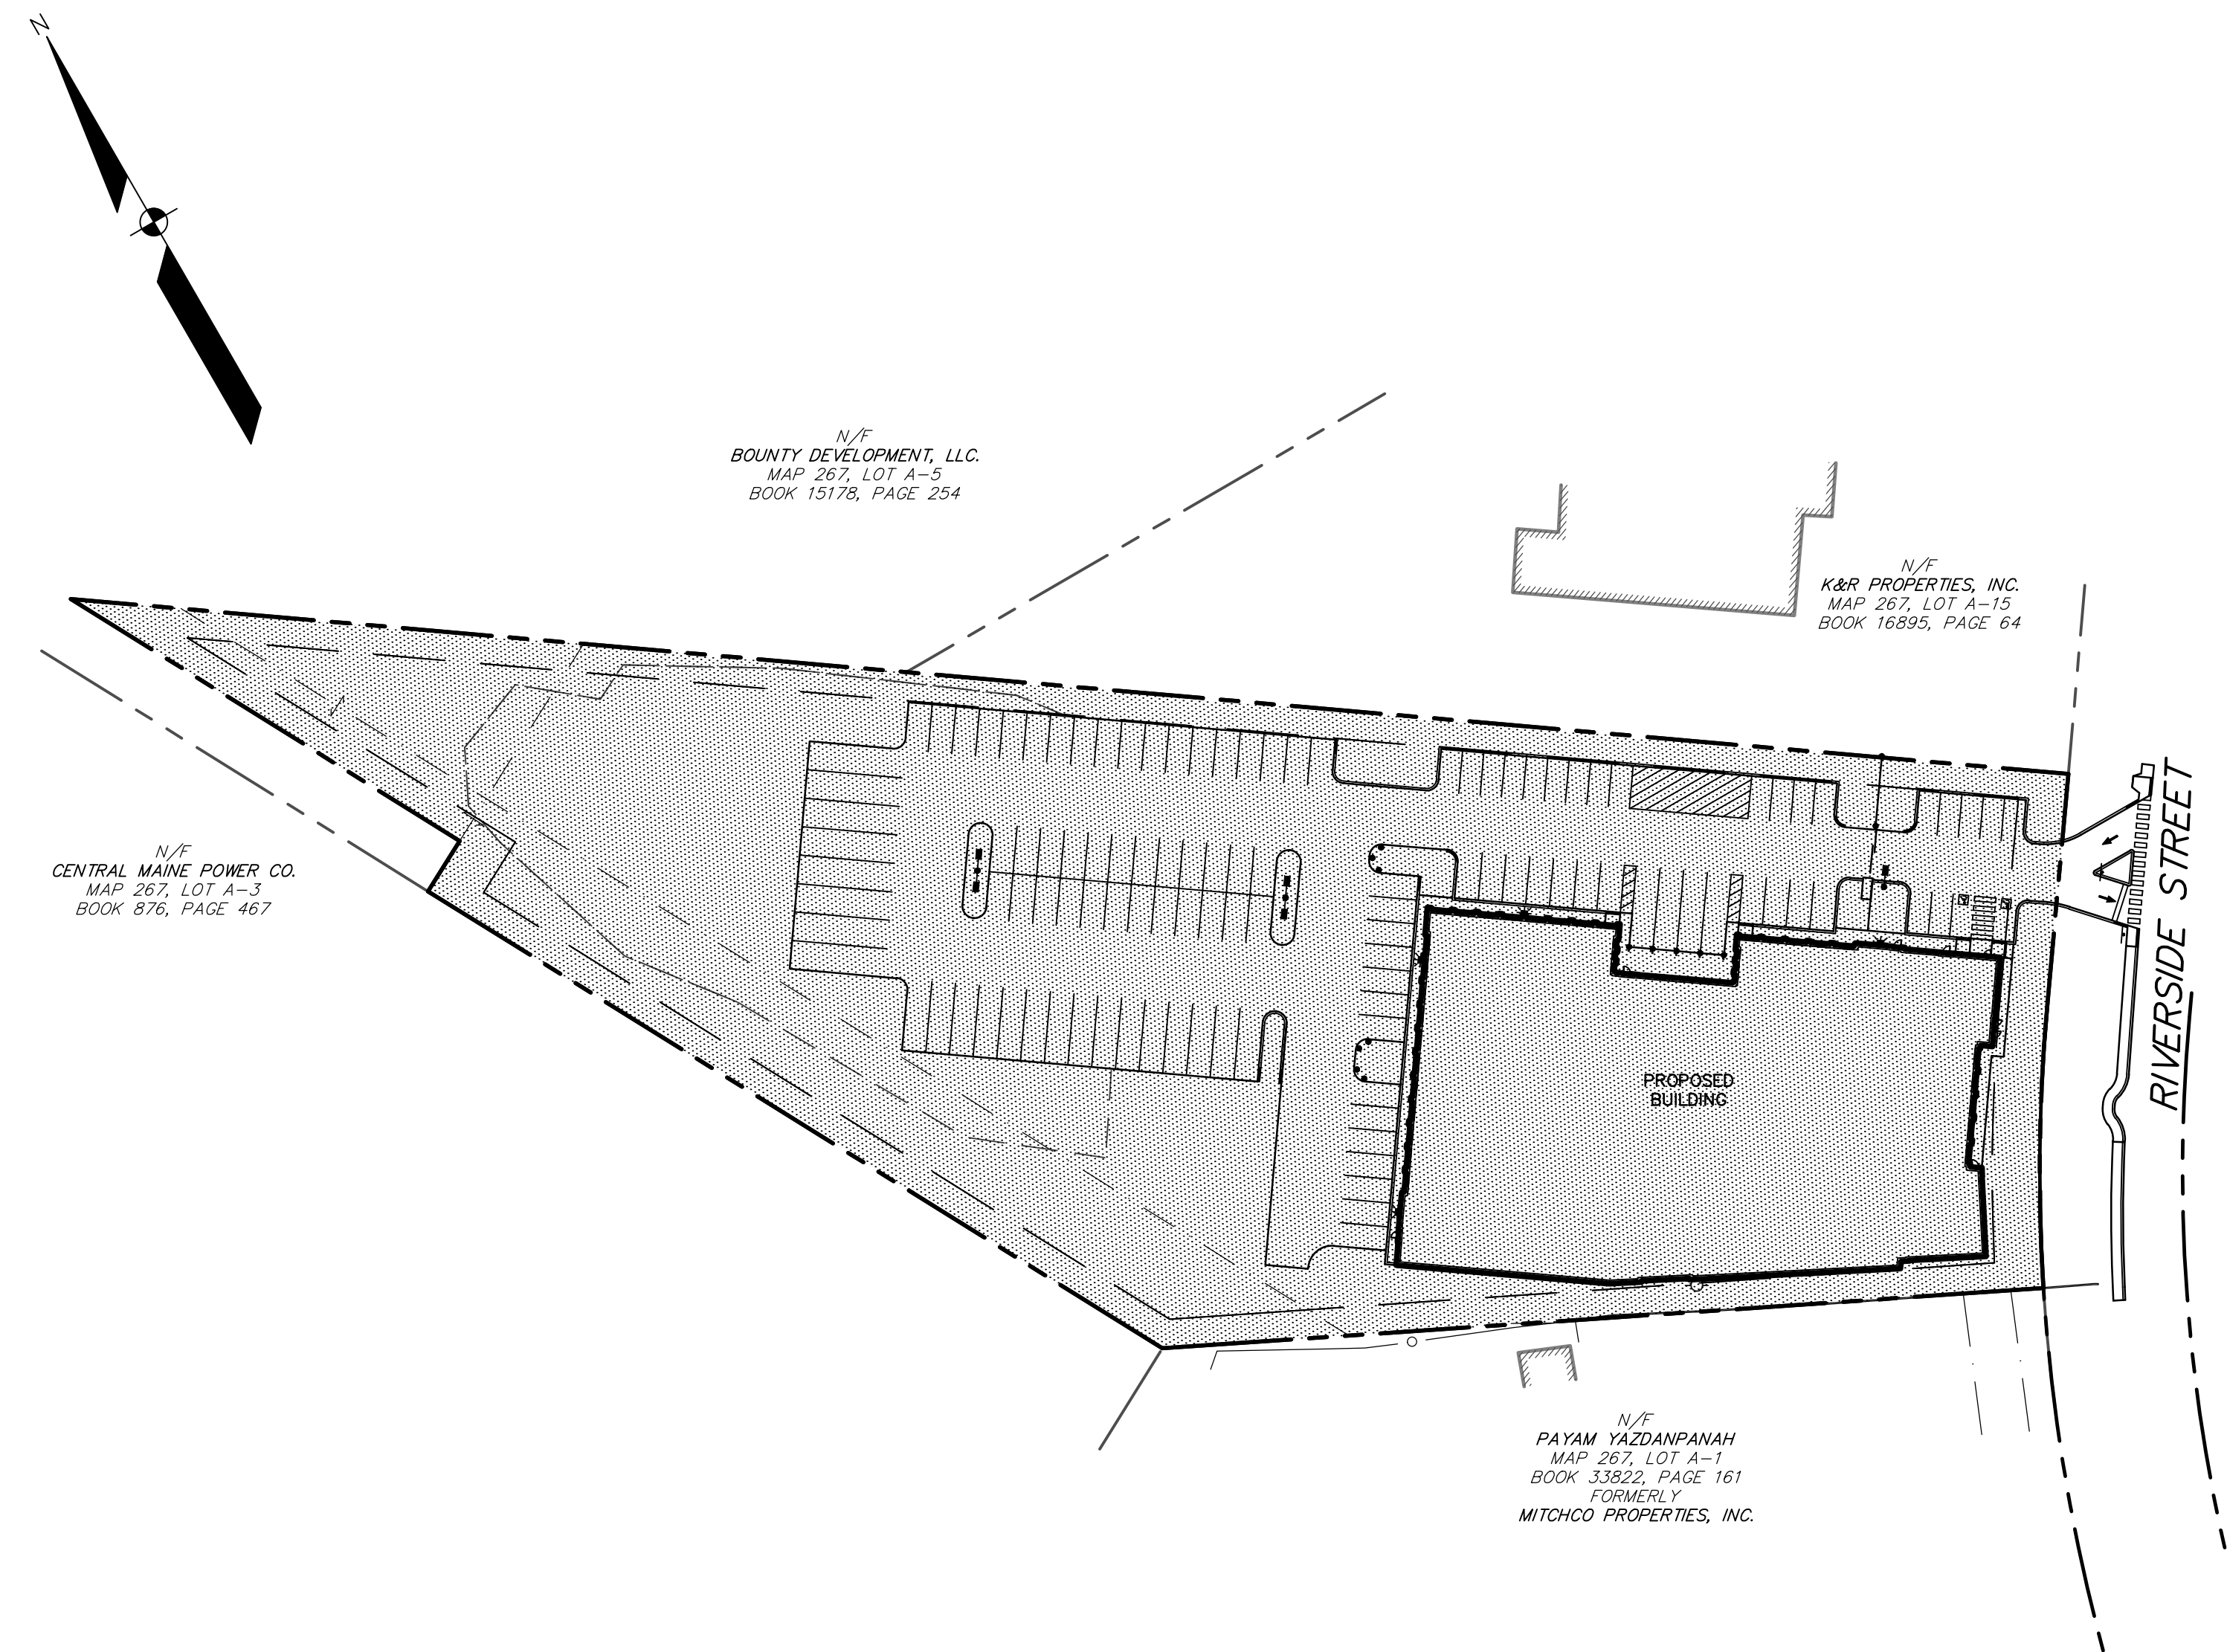 N
N/F
BOUNTY DEVELOPMENT, LLC.
MAP 267, LOT A-5
BOOK 15178, PAGE 254
N/F
K&R PROPERTIES, INC.
MAP 267, LOT A-15
BOOK 16895, PAGE 64
N/F
CENTRAL MAINE POWER CO.
MAP 267, LOT A-3
BOOK 876, PAGE 467
RIVERSIDE STREET
PROPOSED
BUILDING
N/F
PAYAM YAZDANPANAH
MAP 267, LOT A-1
BOOK 33822, PAGE 161
FORMERLY
MITCHCO PROPERTIES, INC.